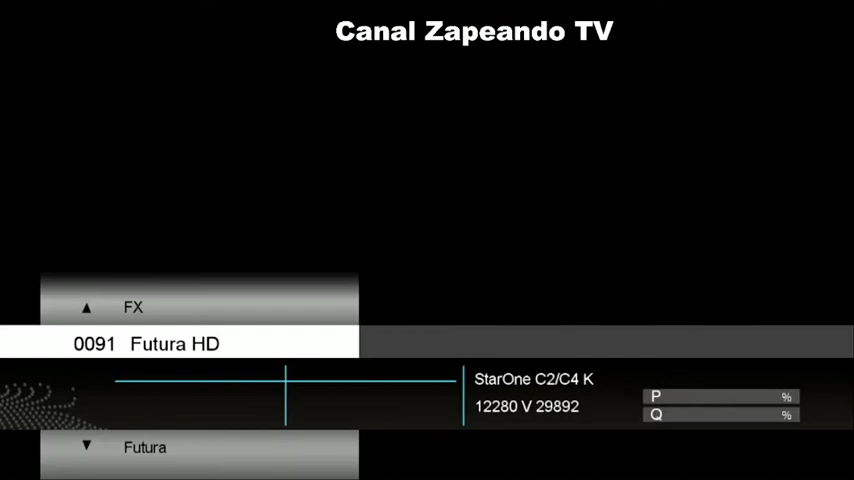 Canal Zapeando TV
▲ FX
0091 Futura HD
StarOne C2/C4 K
12280 V 29892
P %
Q %
▼ Futura